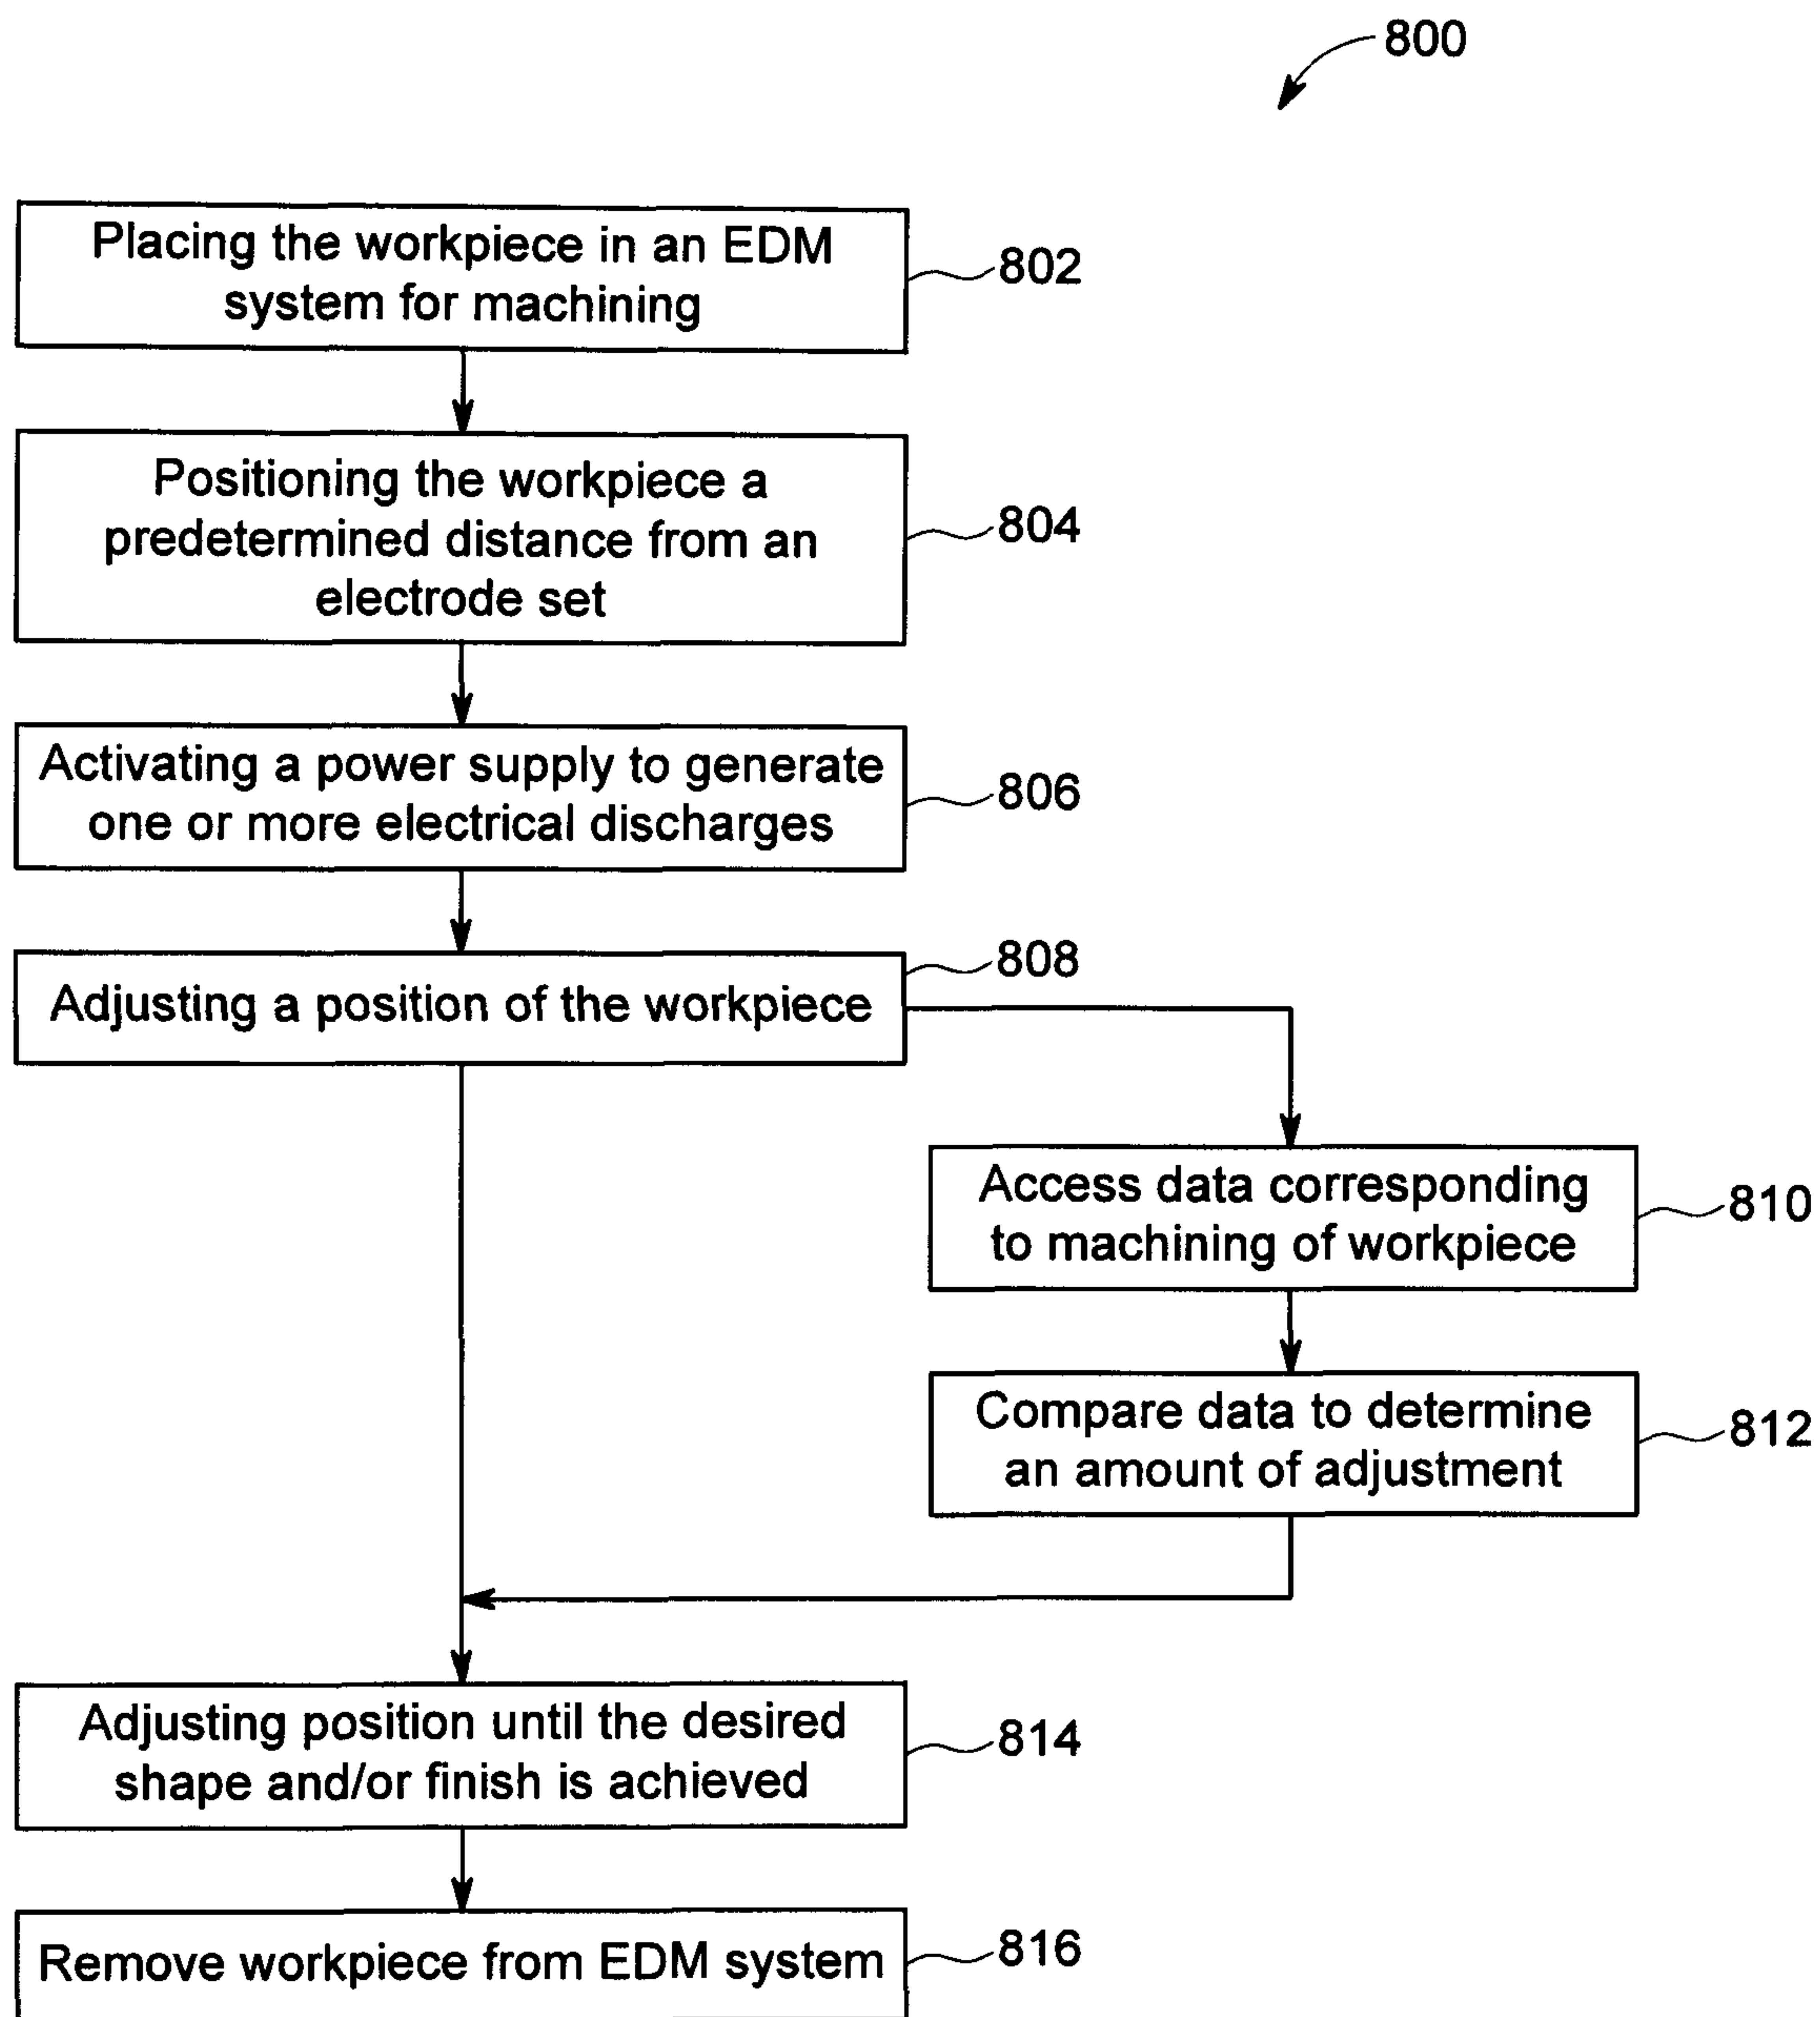 800
Placing the workpiece in an EDM
system for machining
802
Positioning the workpiece a
predetermined distance from an
electrode set
804
Activating a power supply to generate
one or more electrical discharges
806
Adjusting a position of the workpiece
808
Access data corresponding
to machining of workpiece
810
Compare data to determine
an amount of adjustment
812
Adjusting position until the desired
shape and/or finish is achieved
814
Remove workpiece from EDM system
816